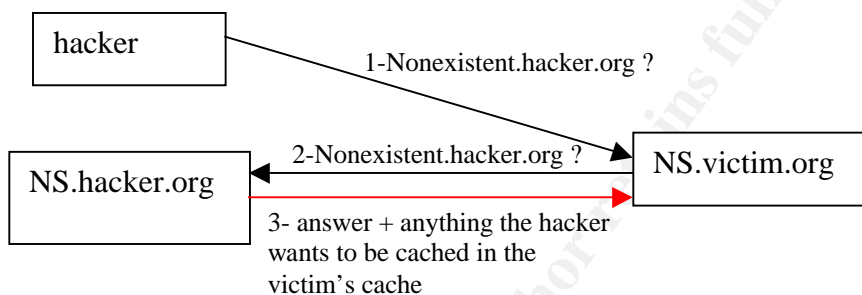 hacker
1-Nonexistent.hacker.org ?
2-Nonexistent.hacker.org ?
NS.victim.org
NS.hacker.org
3- answer + anything the hacker
wants to be cached in the
victim's cache